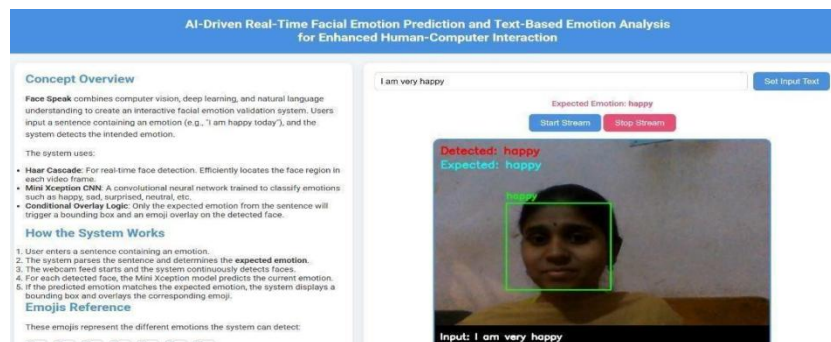 AI-Driven Real-Time Facial Emotion Prediction and Text-Based Emotion Analysis
for Enhanced Human-Computer Interaction
Concept Overview
Face Speak combines computer vision, deep learning, and natural language
understanding to create an interactive facial emotion validation system. Users
input a sentence containing an emotion (e.g., "I am happy today"), and the
system detects the intended emotion.
The system uses:
• Haar Cascade: For real-time face detection. Efficiently locates the face region in
each video frame.
• Mini Xception CNN: A convolutional neural network trained to classify emotions
such as happy, sad, surprised, neutral, etc.
• Conditional Overlay Logic: Only the expected emotion from the sentence will
trigger a bounding box and an emoji overlay on the detected face.
How the System Works
1. User enters a sentence containing an emotion.
2. The system parses the sentence and determines the expected emotion.
3. The webcam feed starts and the system continuously detects faces.
4. For each detected face, the Mini Xception model predicts the current emotion.
5. If the predicted emotion matches the expected emotion, the system displays a
bounding box and overlays the corresponding emoji.
Emojis Reference
These emojis represent the different emotions the system can detect:
I am very happy
Set Input Text
Expected Emotion: happy
Start Stream
Stop Stream
Detected: happy
Expected: happy
happy
Input: I am very happy